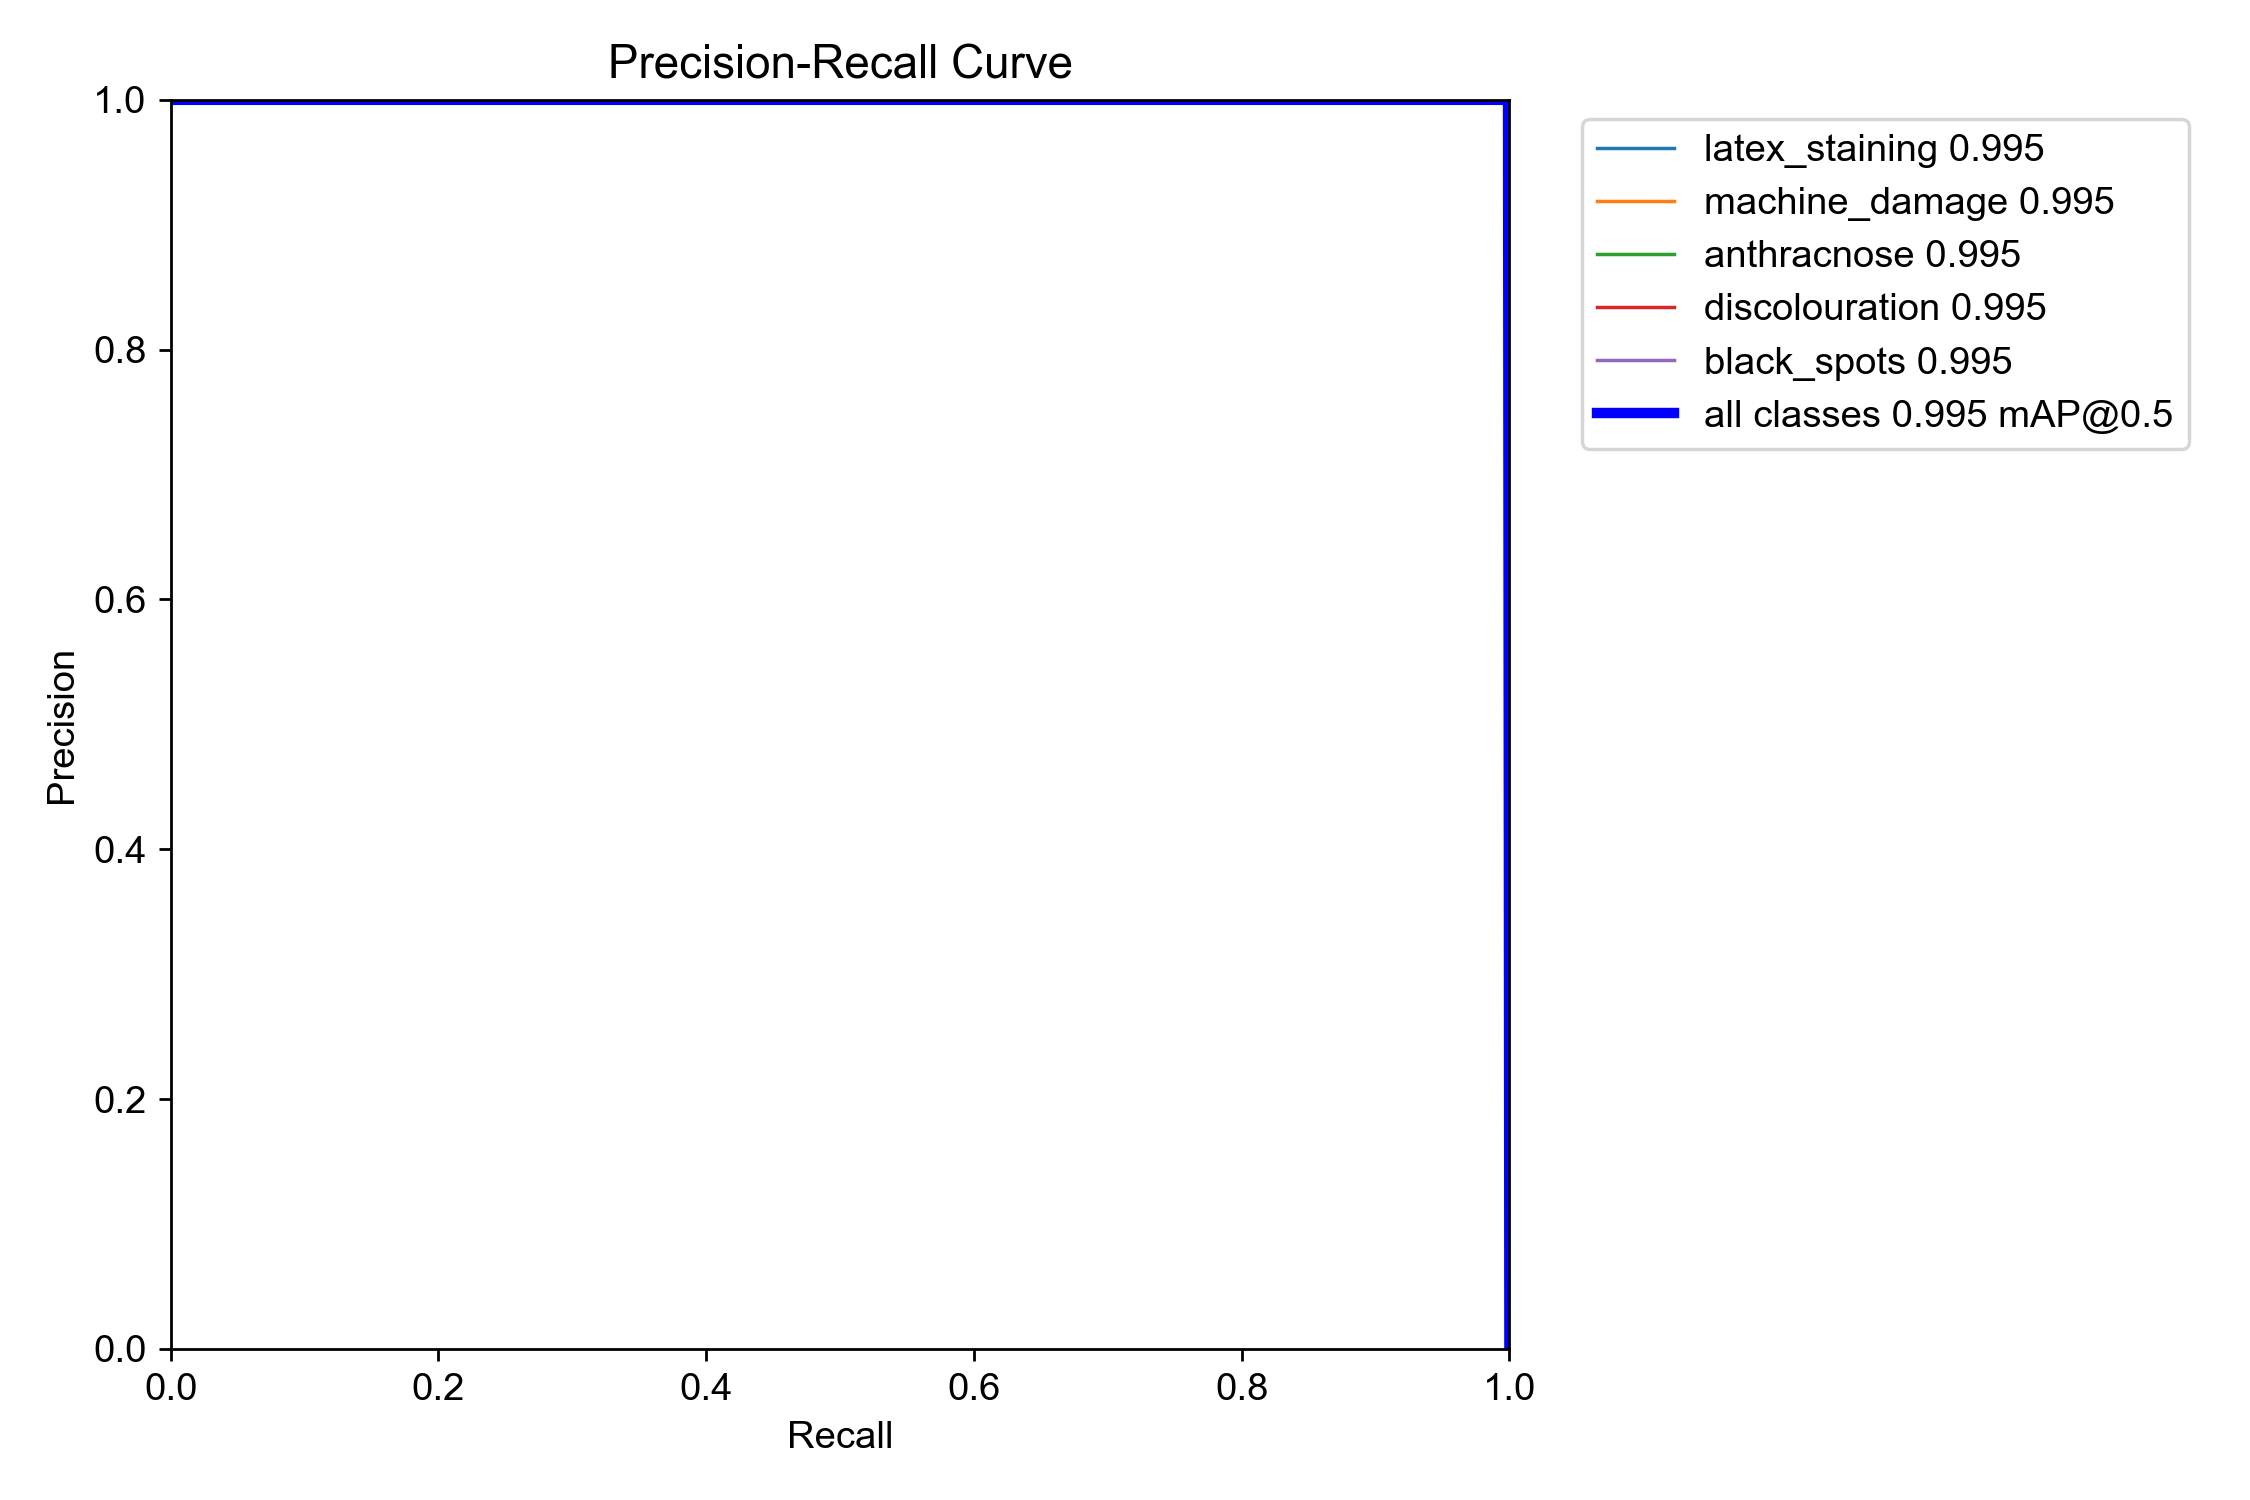 Precision-Recall Curve
1.0
0.8
0.6
0.4
0.2
0.0
Precision
0.0 0.2 0.4 0.6 0.8 1.0
Recall
latex_staining 0.995
machine_damage 0.995
anthracnose 0.995
discolouration 0.995
black_spots 0.995
all classes 0.995 mAP@0.5